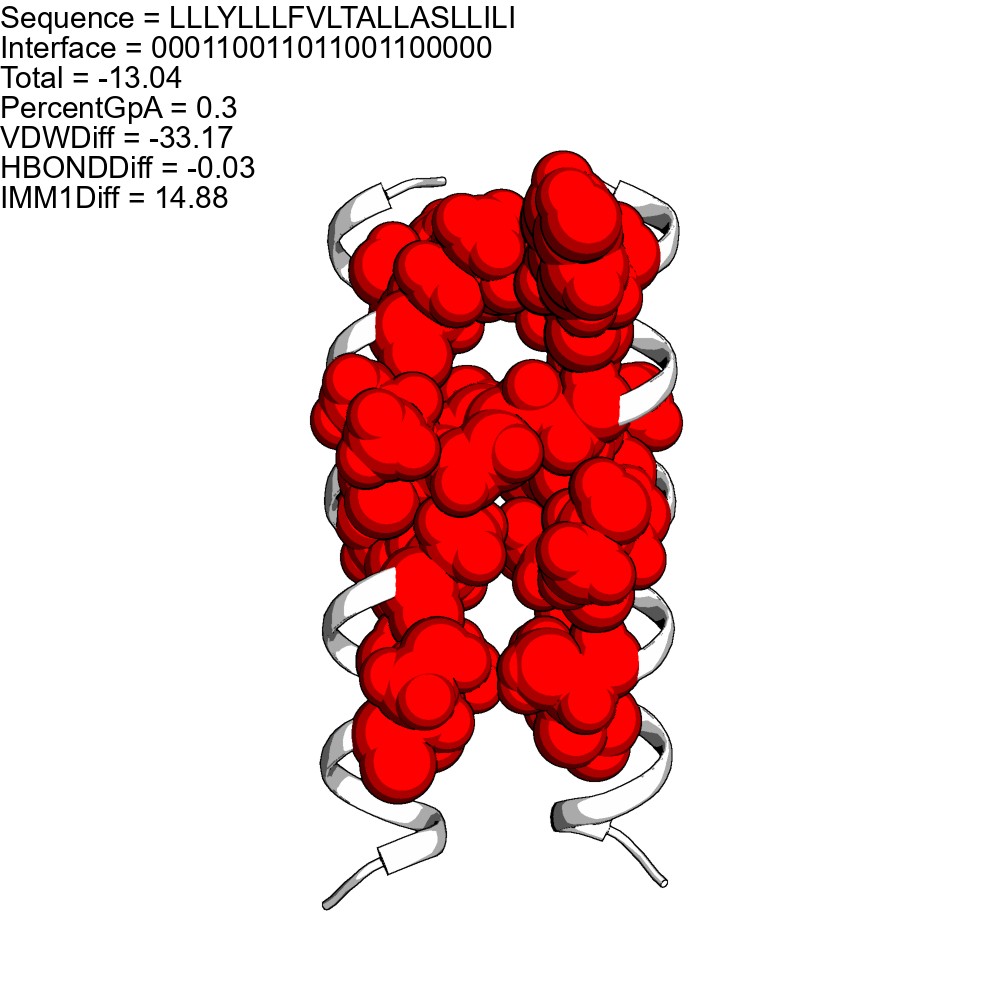 Sequence = LLLYLLLFVLTALLASLLILI
Interface = 000110011011001100000
Total = -13.04
PercentGpA = 0.3
VDWDiff = -33.17
HBONDDiff = -0.03
IMM1Diff = 14.88